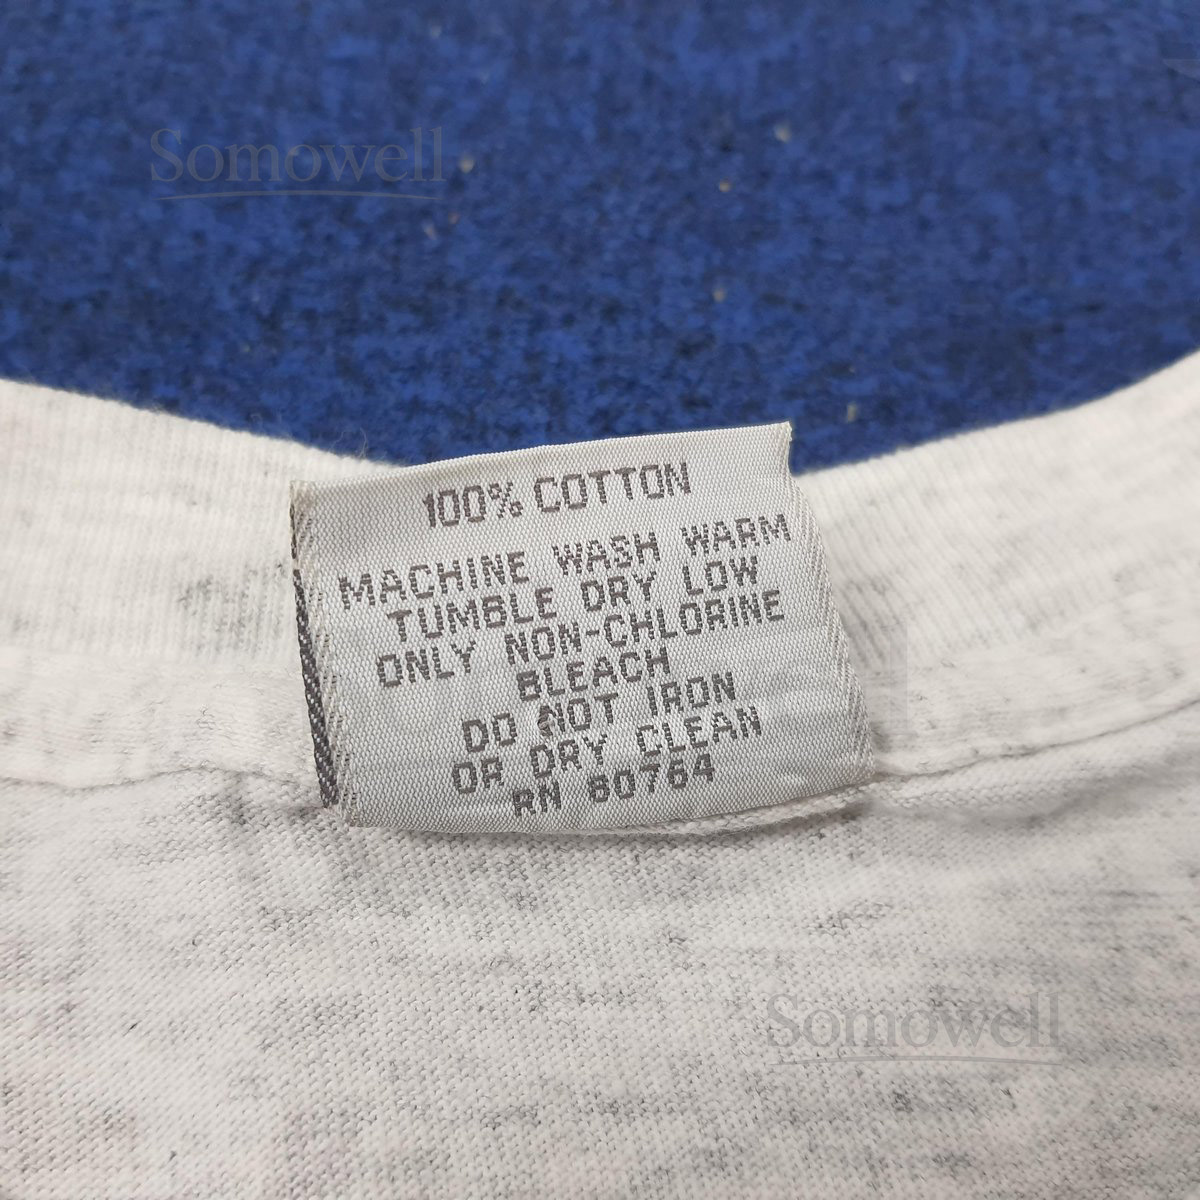 Somowell
100% COTTON
MACHINE WASH WARM
TUMBLE DRY LOW
ONLY NON-CHLORINE
BLEACH
DO NOT IRON
OR DRY CLEAN
RN 80764
Somowell